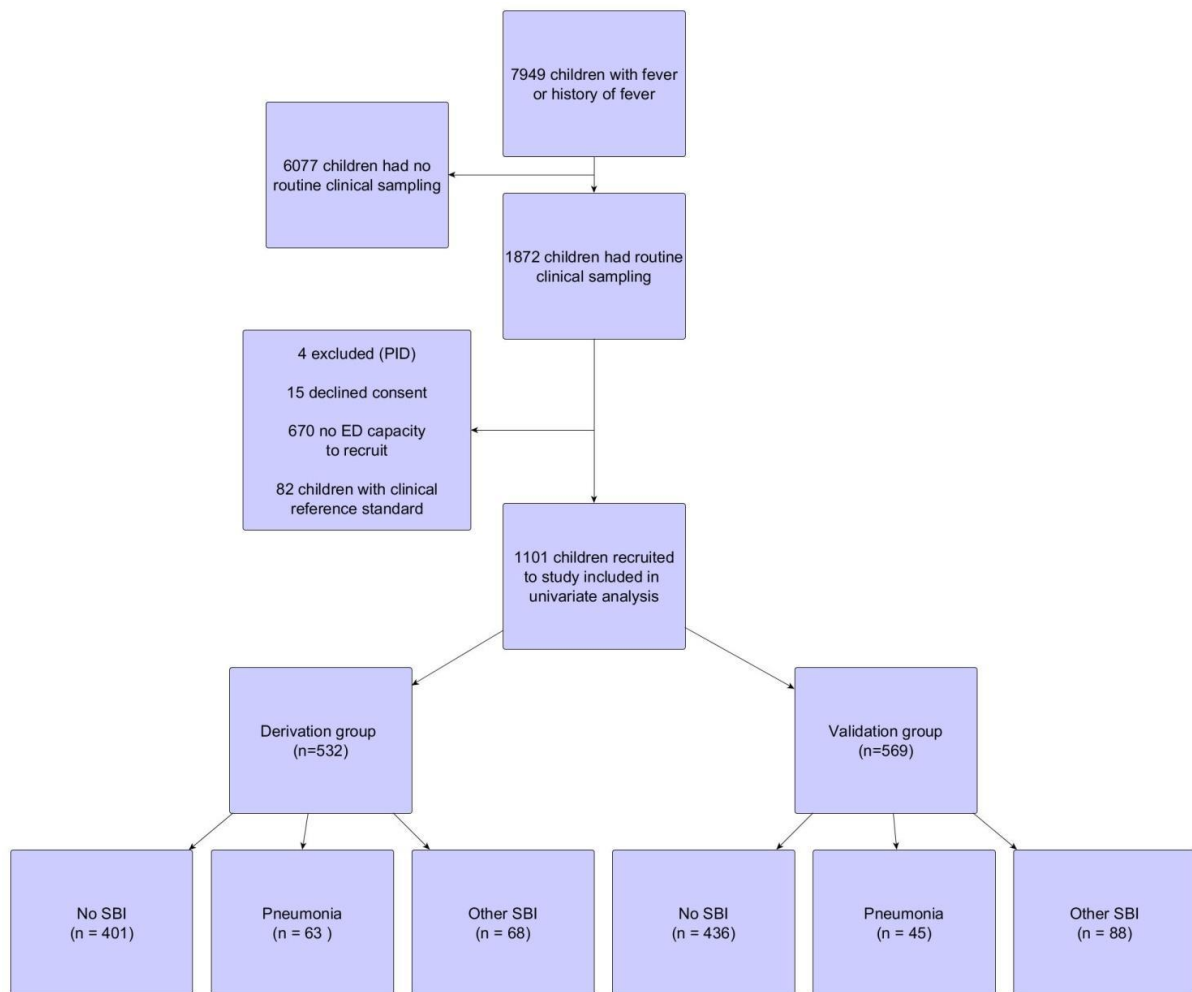 7949 children with fever
or history of fever
6077 children had no
routine clinical sampling
1872 children had routine
clinical sampling
4 excluded (PID)
15 declined consent
670 no ED capacity
to recruit
82 children with clinical
reference standard
1101 children recruited
to study included in
univariate analysis
Derivation group
(n=532)
Validation group
(n=569)
No SBI
(n = 401)
Pneumonia
(n = 63 )
Other SBI
(n = 68)
No SBI
(n = 436)
Pneumonia
(n = 45)
Other SBI
(n = 88)